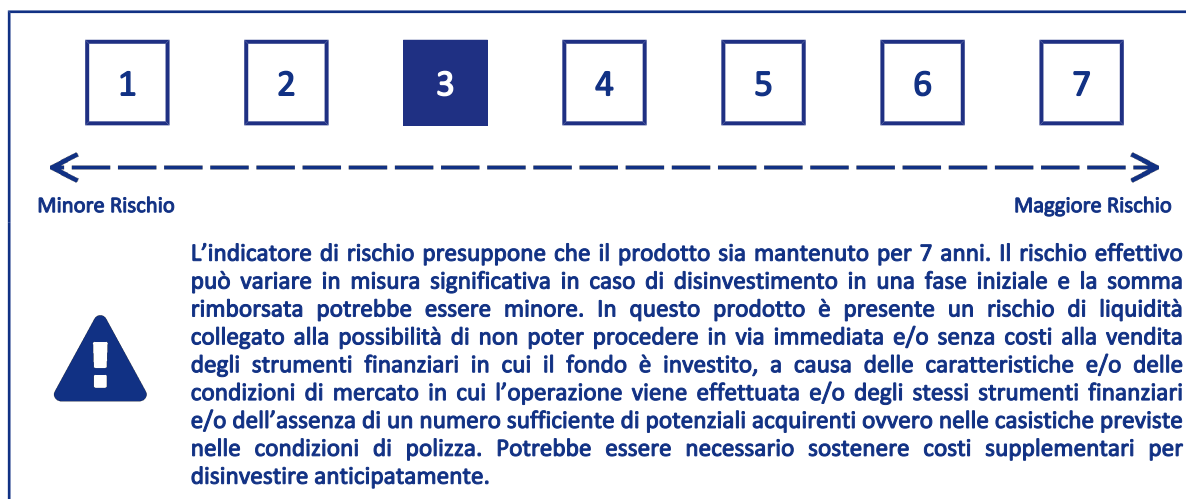 1 2 3 4 5 6 7
Minore Rischio Maggiore Rischio
L’indicatore di rischio presuppone che il prodotto sia mantenuto per 7 anni. Il rischio effettivo
può variare in misura significativa in caso di disinvestimento in una fase iniziale e la somma
rimborsata potrebbe essere minore. In questo prodotto è presente un rischio di liquidità
collegato alla possibilità di non poter procedere in via immediata e/o senza costi alla vendita
degli strumenti finanziari in cui il fondo è investito, a causa delle caratteristiche e/o delle
condizioni di mercato in cui l’operazione viene effettuata e/o degli stessi strumenti finanziari
e/o dell’assenza di un numero sufficiente di potenziali acquirenti ovvero nelle casistiche previste
nelle condizioni di polizza. Potrebbe essere necessario sostenere costi supplementari per
disinvestire anticipatamente.